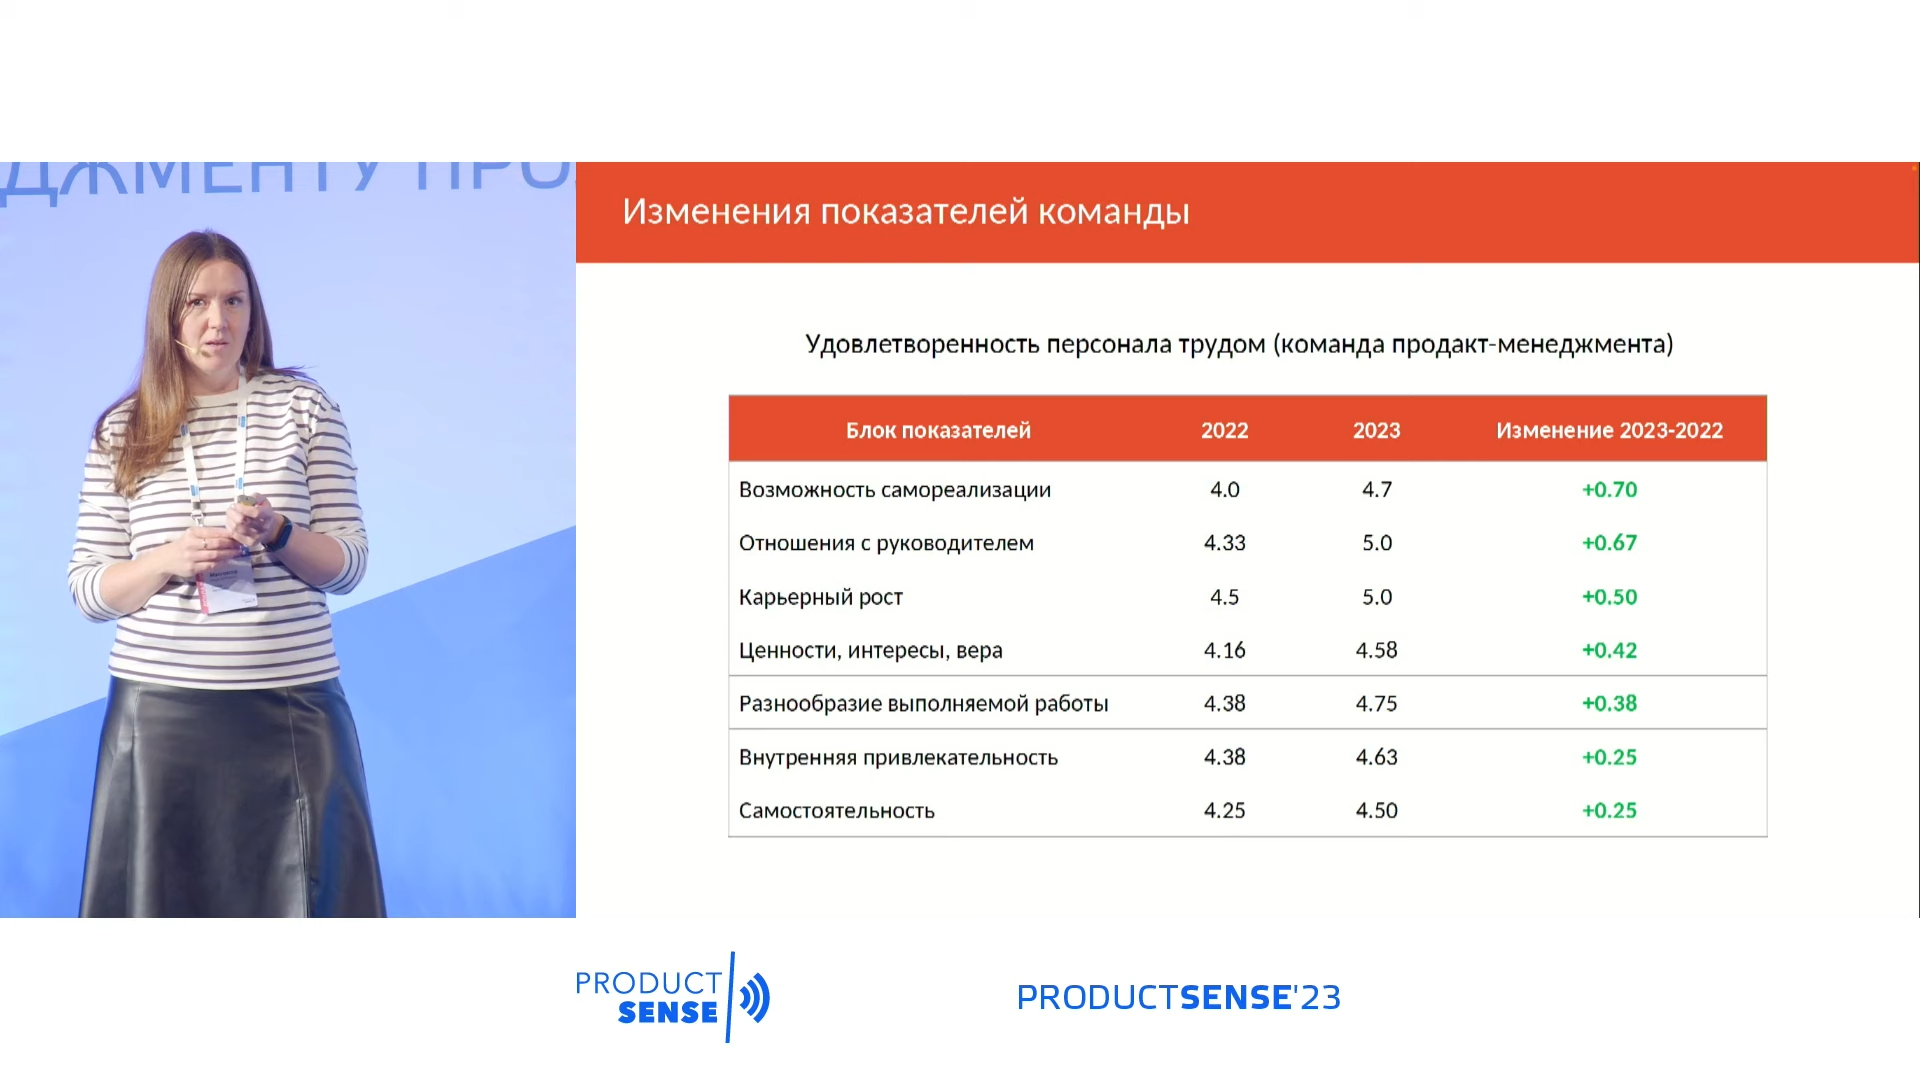 ДЖМЕНТУ ПРО
Изменения показателей команды
Удовлетворенность персонала трудом (команда продакт-менеджмента)
Блок показателей 2022 2023 Изменение 2023-2022
Возможность самореализации 4.0 4.7 +0.70
Отношения с руководителем 4.33 5.0 +0.67
Карьерный рост 4.5 5.0 +0.50
Ценности, интересы, вера 4.16 4.58 +0.42
Разнообразие выполняемой работы 4.38 4.75 +0.38
Внутренняя привлекательность 4.38 4.63 +0.25
Самостоятельность 4.25 4.50 +0.25
PRODUCT
SENSE
PRODUCTSENSE'23